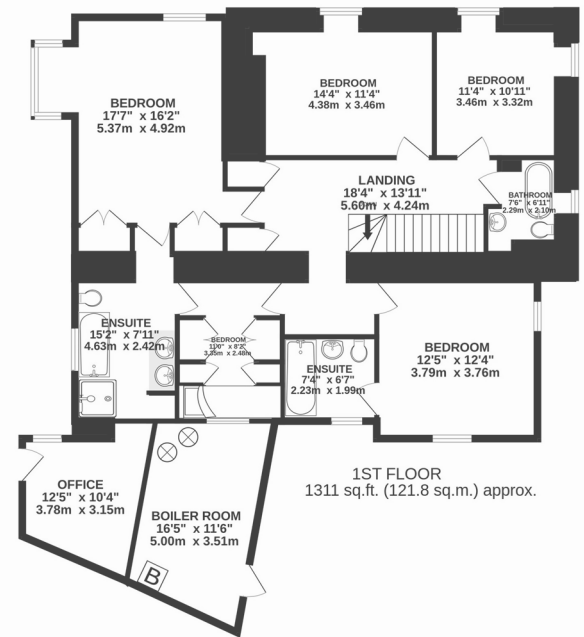 BEDROOM
17'7" x 16'2"
5.37m x 4.92m
BEDROOM
14'4" x 11'4"
4.38m x 3.46m
BEDROOM
11'4" x 10'11"
3.46m x 3.32m
LANDING
18'4" x 13'11"
5.60m x 4.24m
BATHROOM
7'6" x 6'11"
2.29m x 2.10m
ENSUITE
15'2" x 7'11"
4.63m x 2.42m
BEDROOM
11'0" x 8'2"
3.35m x 2.48m
ENSUITE
7'4" x 6'7"
2.23m x 1.99m
BEDROOM
12'5" x 12'4"
3.79m x 3.76m
OFFICE
12'5" x 10'4"
3.78m x 3.15m
BOILER ROOM
16'5" x 11'6"
5.00m x 3.51m
B
1ST FLOOR
1311 sq.ft. (121.8 sq.m.) approx.